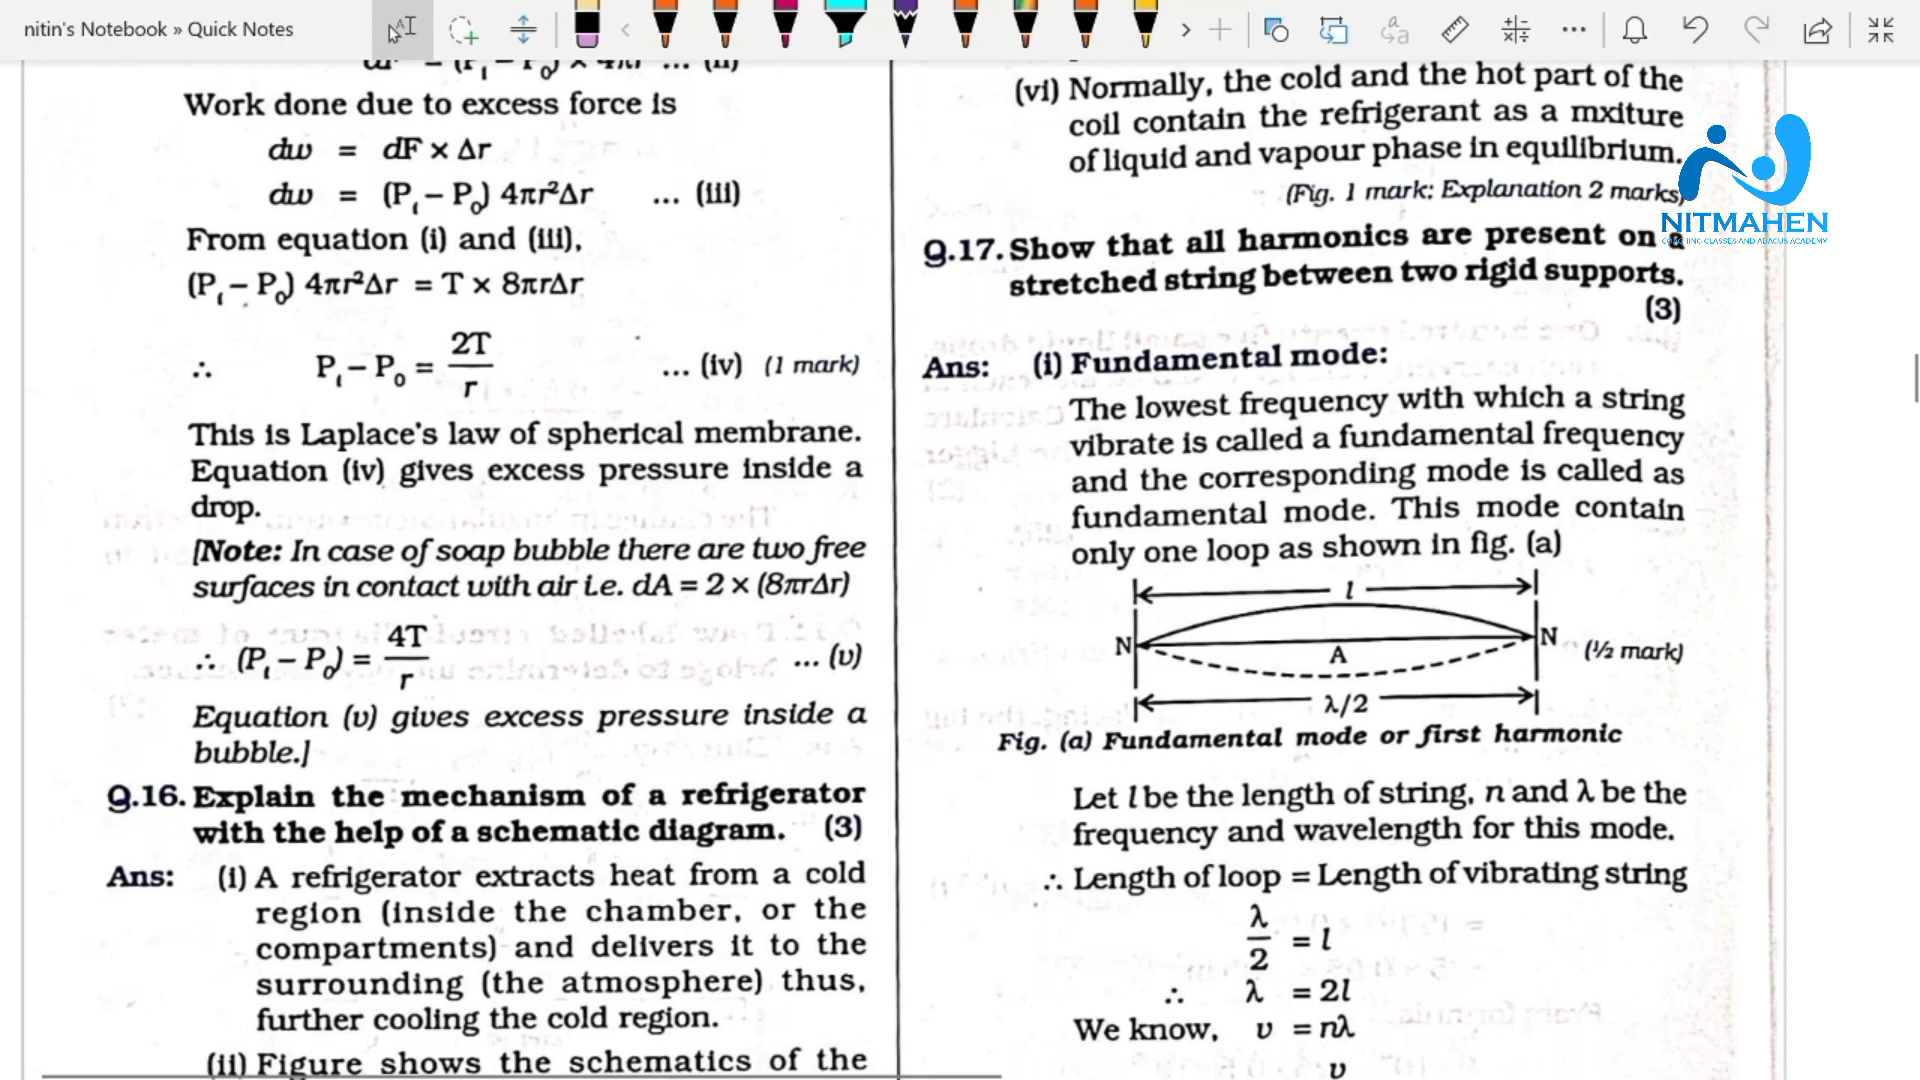 nitin's Notebook » Quick Notes
Work done due to excess force is
dw = dF × Δr
dw = (Pᵢ – P₀) 4πr²Δr ... (iii)
From equation (i) and (iii),
(Pᵢ – P₀) 4πr²Δr = T × 8πrΔr
∴ Pᵢ – P₀ = 2T/r ... (iv) (1 mark)
This is Laplace's law of spherical membrane.
Equation (iv) gives excess pressure inside a
drop.
[Note: In case of soap bubble there are two free
surfaces in contact with air i.e. dA = 2 × (8πrΔr)
∴ (Pᵢ – P₀) = 4T/r ... (v)
Equation (v) gives excess pressure inside a
bubble.]
Q.16. Explain the mechanism of a refrigerator
with the help of a schematic diagram. (3)
Ans: (i) A refrigerator extracts heat from a cold
region (inside the chamber, or the
compartments) and delivers it to the
surrounding (the atmosphere) thus,
further cooling the cold region.
(ii) Figure shows the schematics of the
(vi) Normally, the cold and the hot part of the
coil contain the refrigerant as a mxiture
of liquid and vapour phase in equilibrium.
(Fig. 1 mark; Explanation 2 marks)
NITMAHEN
Q.17. Show that all harmonics are present on a
stretched string between two rigid supports.
(3)
Ans: (i) Fundamental mode:
The lowest frequency with which a string
vibrate is called a fundamental frequency
and the corresponding mode is called as
fundamental mode. This mode contain
only one loop as shown in fig. (a)
l
N A N (½ mark)
λ/2
Fig. (a) Fundamental mode or first harmonic
Let l be the length of string, n and λ be the
frequency and wavelength for this mode.
∴ Length of loop = Length of vibrating string
λ/2 = l
∴ λ = 2l
We know, v = nλ
v